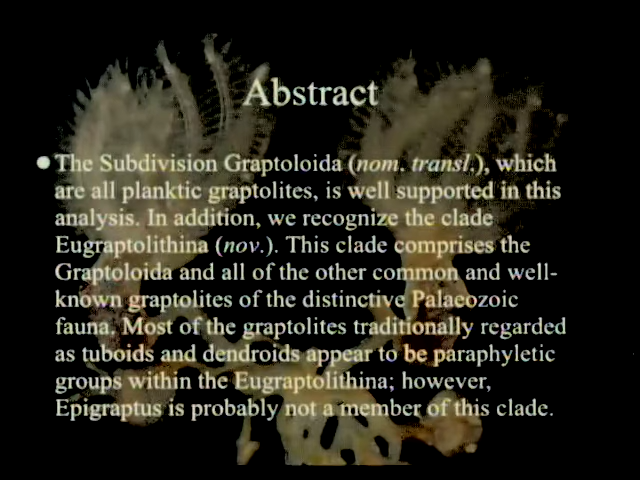 Abstract
The Subdivision Graptoloida (nom. transl.), which
are all planktic graptolites, is well supported in this
analysis. In addition, we recognize the clade
Eugraptolithina (nov.). This clade comprises the
Graptoloida and all of the other common and well-
known graptolites of the distinctive Palaeozoic
fauna. Most of the graptolites traditionally regarded
as tuboids and dendroids appear to be paraphyletic
groups within the Eugraptolithina; however,
Epigraptus is probably not a member of this clade.